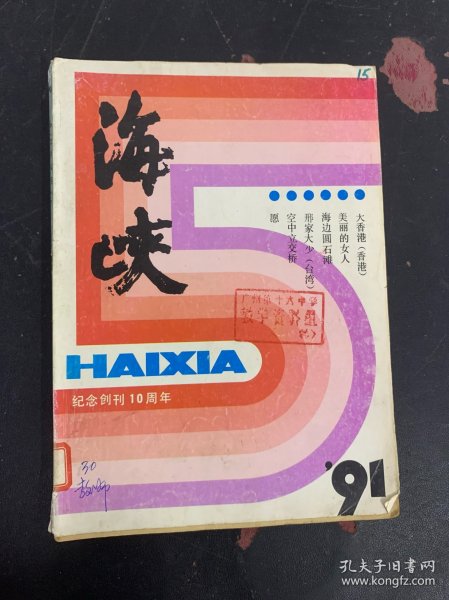 15
海峡
5
大香港（香港）
美丽的女人
海边圆石滩
邢家大少（台湾）
空中立交桥
愿
广州第十六中学
教学资料组
HAIXIA
纪念创刊10周年
30
'91
孔夫子旧书网
www.kongfz.com